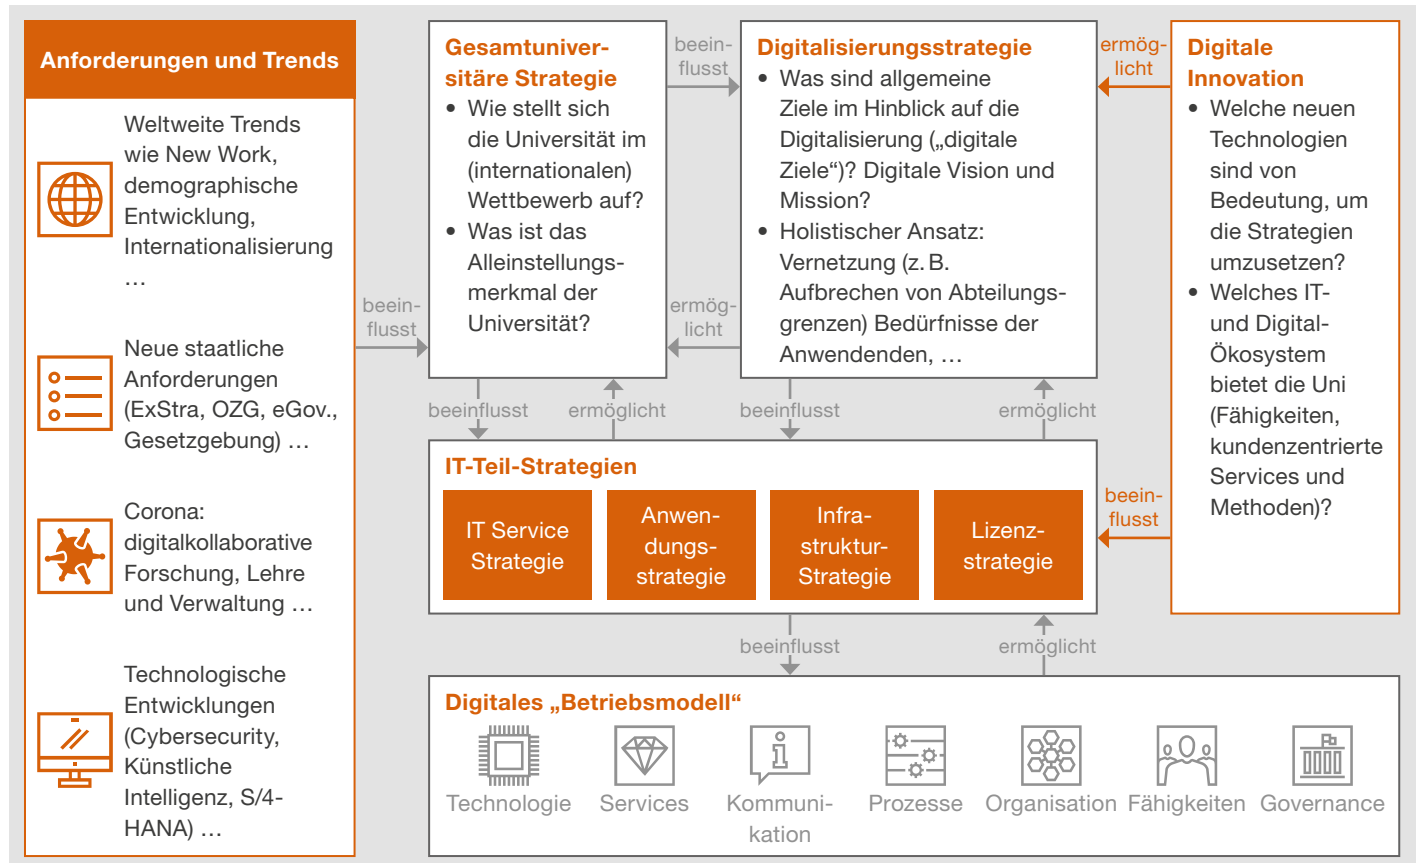 Anforderungen und Trends
Weltweite Trends
wie New Work,
demographische
Entwicklung,
Internationalisierung
…
Neue staatliche
Anforderungen
(ExStra, OZG, eGov.,
Gesetzgebung) …
Corona:
digitalkollaborative
Forschung, Lehre
und Verwaltung …
Technologische
Entwicklungen
(Cybersecurity,
Künstliche
Intelligenz, S/4-
HANA) …
beein-
flusst
Gesamtuniver-
sitäre Strategie
• Wie stellt sich
die Universität im
(internationalen)
Wettbewerb auf?
• Was ist das
Alleinstellungs-
merkmal der
Universität?
beein-
flusst
ermög-
licht
Digitalisierungsstrategie
• Was sind allgemeine
Ziele im Hinblick auf die
Digitalisierung („digitale
Ziele“)? Digitale Vision und
Mission?
• Holistischer Ansatz:
Vernetzung (z. B.
Aufbrechen von Abteilungs-
grenzen) Bedürfnisse der
Anwendenden, …
ermög-
licht
Digitale
Innovation
• Welche neuen
Technologien
sind von
Bedeutung, um
die Strategien
umzusetzen?
• Welches IT-
und Digital-
Ökosystem
bietet die Uni
(Fähigkeiten,
kundenzentrierte
Services und
Methoden)?
beeinflusst
ermöglicht
beeinflusst
ermöglicht
IT-Teil-Strategien
IT Service
Strategie
Anwen-
dungs-
strategie
Infra-
struktur-
Strategie
Lizenz-
strategie
beein-
flusst
beeinflusst
ermöglicht
Digitales „Betriebsmodell“
Technologie
Services
Kommuni-
kation
Prozesse
Organisation
Fähigkeiten
Governance